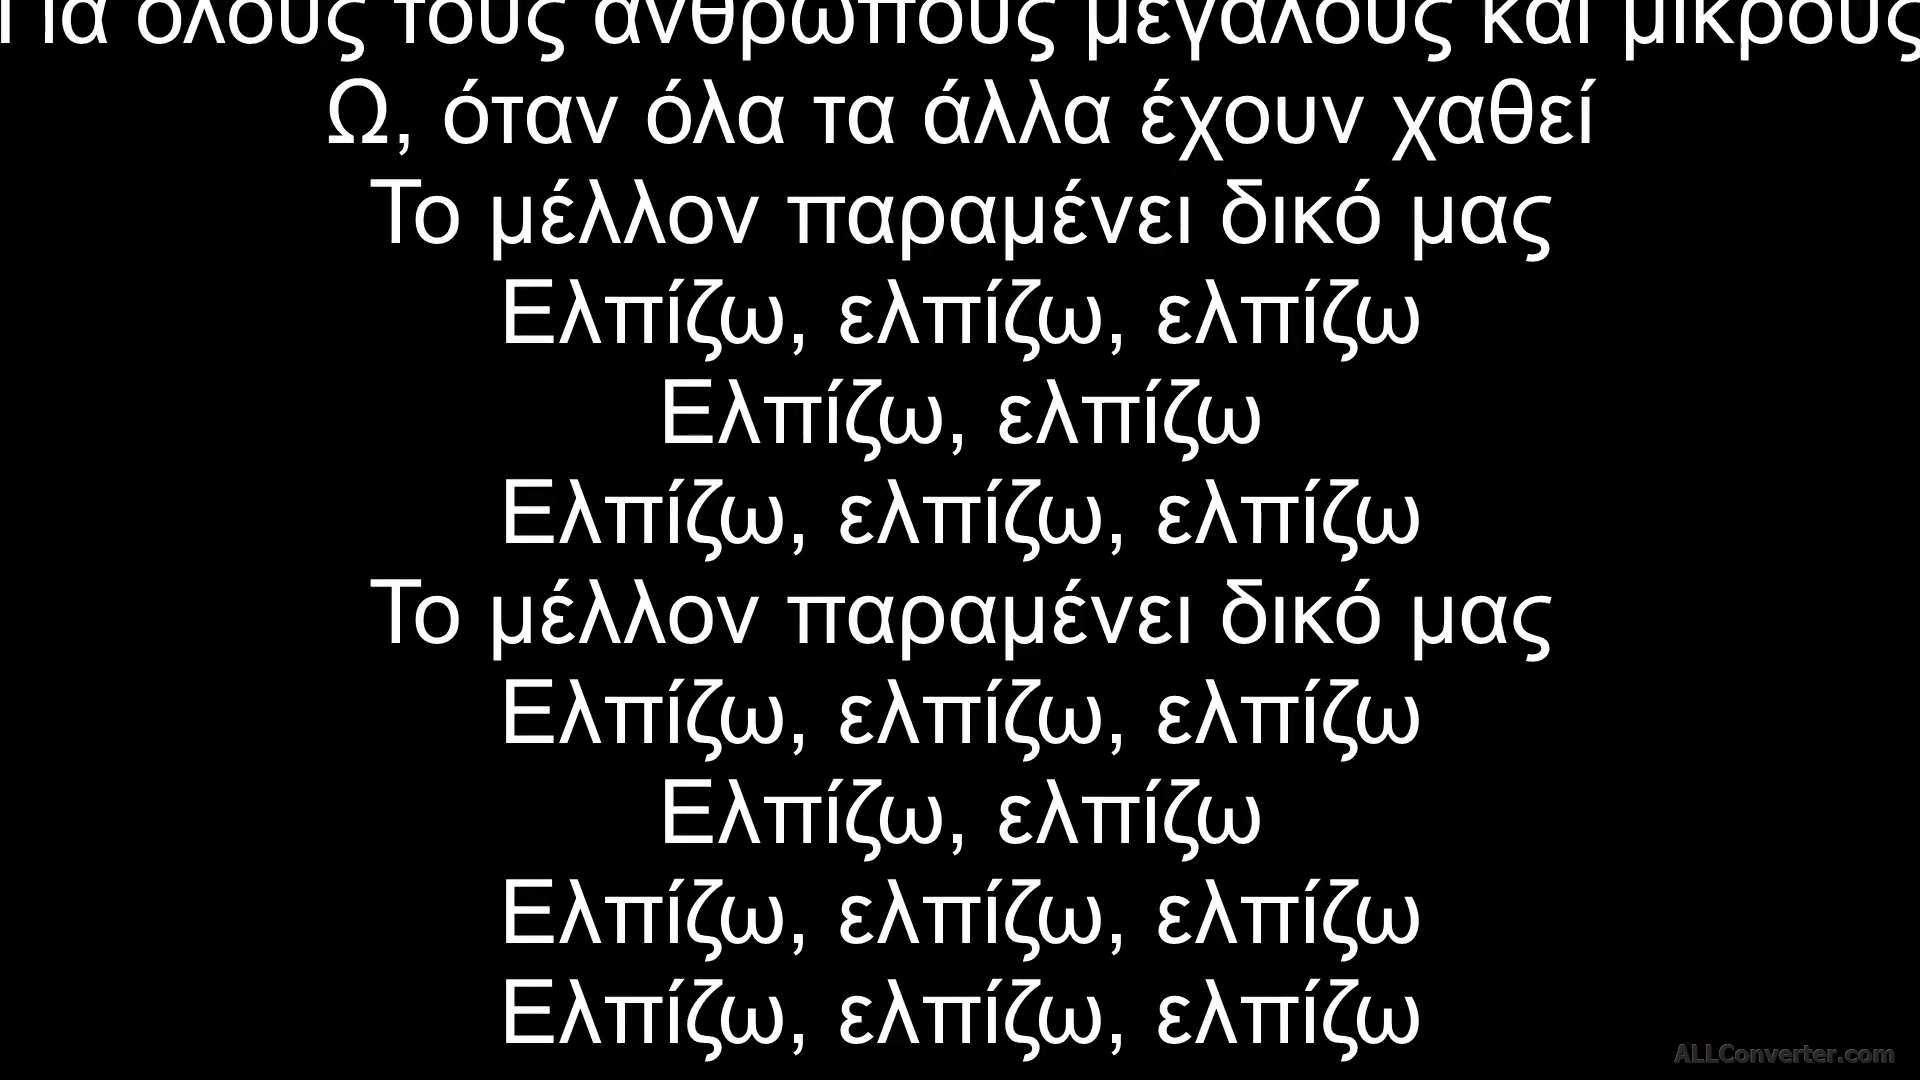 Για όλους τους ανθρώπους μεγάλους και μικρούς
Ω, όταν όλα τα άλλα έχουν χαθεί
Το μέλλον παραμένει δικό μας
Ελπίζω, ελπίζω, ελπίζω
Ελπίζω, ελπίζω
Ελπίζω, ελπίζω, ελπίζω
Το μέλλον παραμένει δικό μας
Ελπίζω, ελπίζω, ελπίζω
Ελπίζω, ελπίζω
Ελπίζω, ελπίζω, ελπίζω
Ελπίζω, ελπίζω, ελπίζω
ALLConverter.com